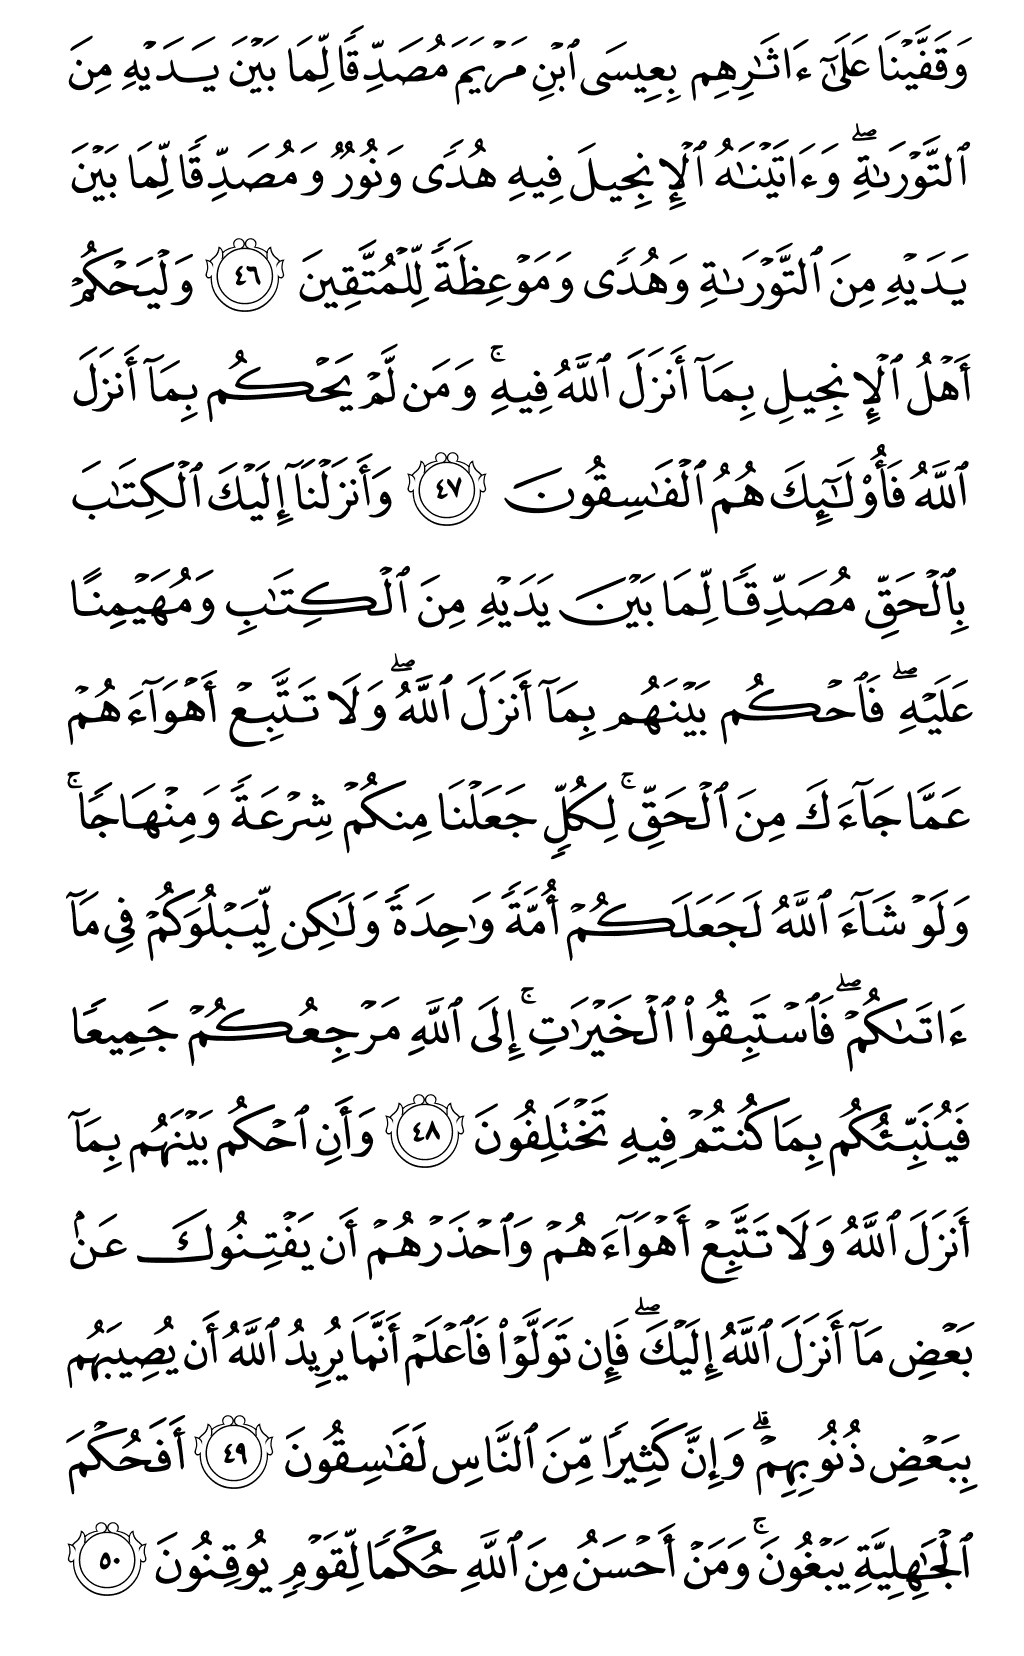 وَقَفَّيۡنَا عَلَىٰٓ ءَاثَٰرِهِم بِعِيسَى ٱبۡنِ مَرۡيَمَ مُصَدِّقٗا لِّمَا بَيۡنَ يَدَيۡهِ مِنَ
ٱلتَّوۡرَىٰةِۖ وَءَاتَيۡنَٰهُ ٱلۡإِنجِيلَ فِيهِ هُدٗى وَنُورٞ وَمُصَدِّقٗا لِّمَا بَيۡنَ
يَدَيۡهِ مِنَ ٱلتَّوۡرَىٰةِ وَهُدٗى وَمَوۡعِظَةٗ لِّلۡمُتَّقِينَ ٤٦ وَلۡيَحۡكُمۡ
أَهۡلُ ٱلۡإِنجِيلِ بِمَآ أَنزَلَ ٱللَّهُ فِيهِۚ وَمَن لَّمۡ يَحۡكُم بِمَآ أَنزَلَ
ٱللَّهُ فَأُوْلَٰٓئِكَ هُمُ ٱلۡفَٰسِقُونَ ٤٧ وَأَنزَلۡنَآ إِلَيۡكَ ٱلۡكِتَٰبَ
بِٱلۡحَقِّ مُصَدِّقٗا لِّمَا بَيۡنَ يَدَيۡهِ مِنَ ٱلۡكِتَٰبِ وَمُهَيۡمِنًا
عَلَيۡهِۖ فَٱحۡكُم بَيۡنَهُم بِمَآ أَنزَلَ ٱللَّهُۖ وَلَا تَتَّبِعۡ أَهۡوَآءَهُمۡ
عَمَّا جَآءَكَ مِنَ ٱلۡحَقِّۚ لِكُلّٖ جَعَلۡنَا مِنكُمۡ شِرۡعَةٗ وَمِنۡهَاجٗاۚ
وَلَوۡ شَآءَ ٱللَّهُ لَجَعَلَكُمۡ أُمَّةٗ وَٰحِدَةٗ وَلَٰكِن لِّيَبۡلُوَكُمۡ فِي مَآ
ءَاتَىٰكُمۡۖ فَٱسۡتَبِقُواْ ٱلۡخَيۡرَٰتِۚ إِلَى ٱللَّهِ مَرۡجِعُكُمۡ جَمِيعٗا
فَيُنَبِّئُكُم بِمَا كُنتُمۡ فِيهِ تَخۡتَلِفُونَ ٤٨ وَأَنِ ٱحۡكُم بَيۡنَهُم بِمَآ
أَنزَلَ ٱللَّهُ وَلَا تَتَّبِعۡ أَهۡوَآءَهُمۡ وَٱحۡذَرۡهُمۡ أَن يَفۡتِنُوكَ عَنۢ
بَعۡضِ مَآ أَنزَلَ ٱللَّهُ إِلَيۡكَۖ فَإِن تَوَلَّوۡاْ فَٱعۡلَمۡ أَنَّمَا يُرِيدُ ٱللَّهُ أَن يُصِيبَهُم
بِبَعۡضِ ذُنُوبِهِمۡۗ وَإِنَّ كَثِيرٗا مِّنَ ٱلنَّاسِ لَفَٰسِقُونَ ٤٩ أَفَحُكۡمَ
ٱلۡجَٰهِلِيَّةِ يَبۡغُونَۚ وَمَنۡ أَحۡسَنُ مِنَ ٱللَّهِ حُكۡمٗا لِّقَوۡمٖ يُوقِنُونَ ٥٠